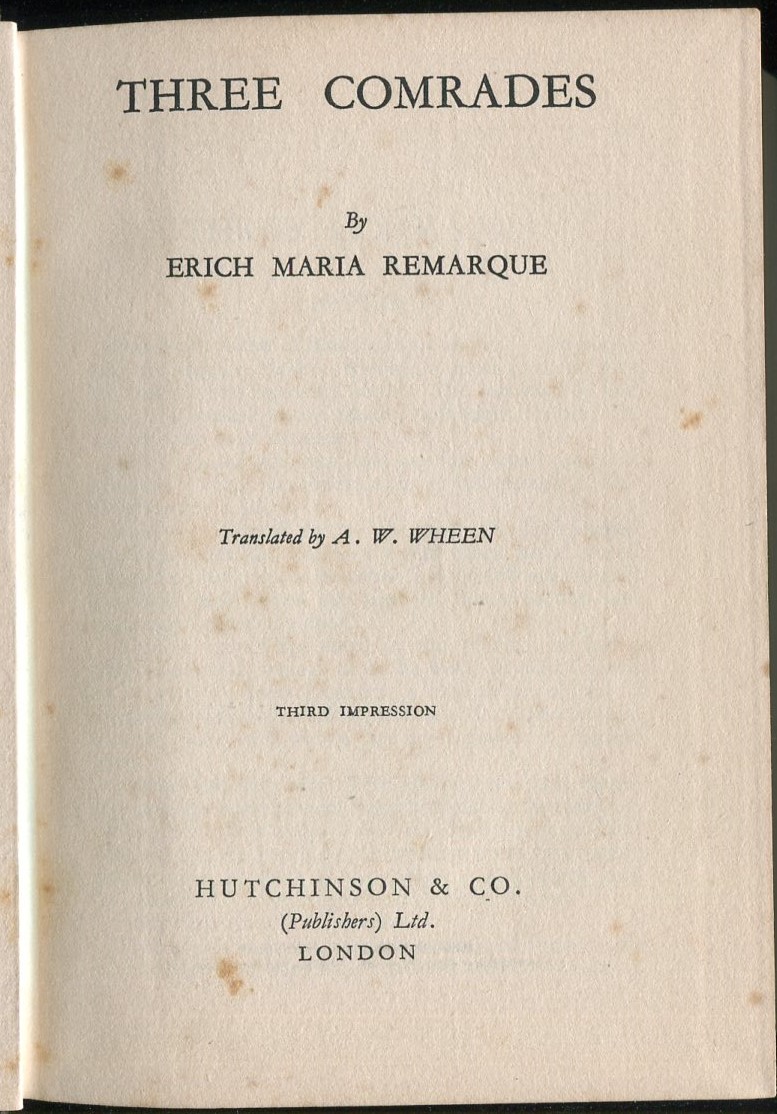 THREE COMRADES
By
ERICH MARIA REMARQUE
Translated by A. W. WHEEN
THIRD IMPRESSION
HUTCHINSON & CO.
(Publishers) Ltd.
LONDON